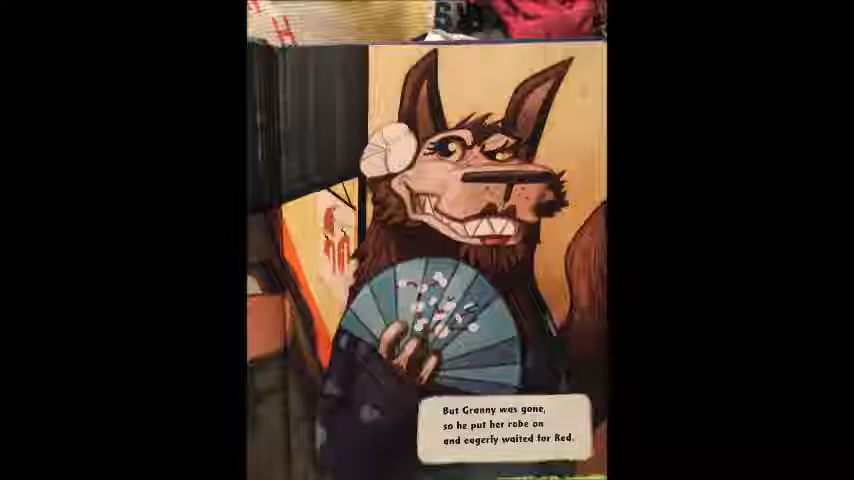 But Granny was gone,
so he put her robe on
and eagerly waited for Red.